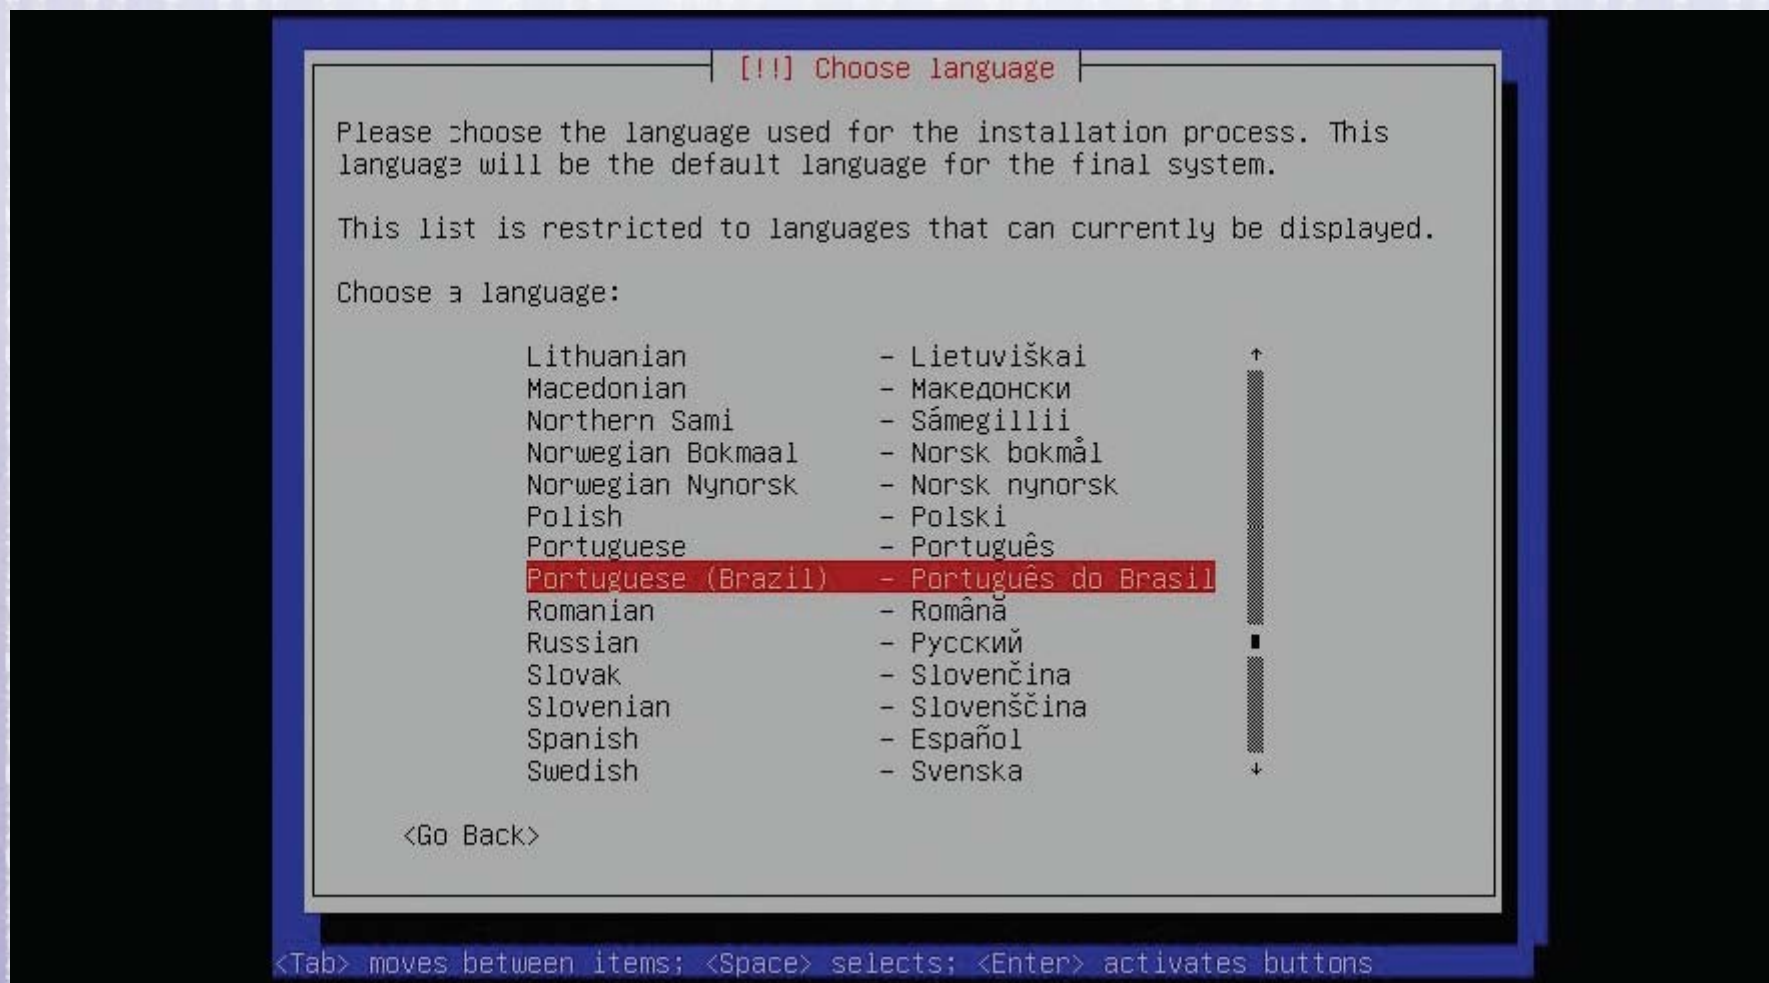 [!!] Choose language
Please choose the language used for the installation process. This
language will be the default language for the final system.
This list is restricted to languages that can currently be displayed.
Choose a language:
Lithuanian - Lietuviškai
Macedonian - Македонски
Northern Sami - Sámegillii
Norwegian Bokmaal - Norsk bokmål
Norwegian Nynorsk - Norsk nynorsk
Polish - Polski
Portuguese - Português
Portuguese (Brazil) - Português do Brasil
Romanian - Română
Russian - Русский
Slovak - Slovenčina
Slovenian - Slovenščina
Spanish - Español
Swedish - Svenska
<Go Back>
<Tab> moves between items; <Space> selects; <Enter> activates buttons